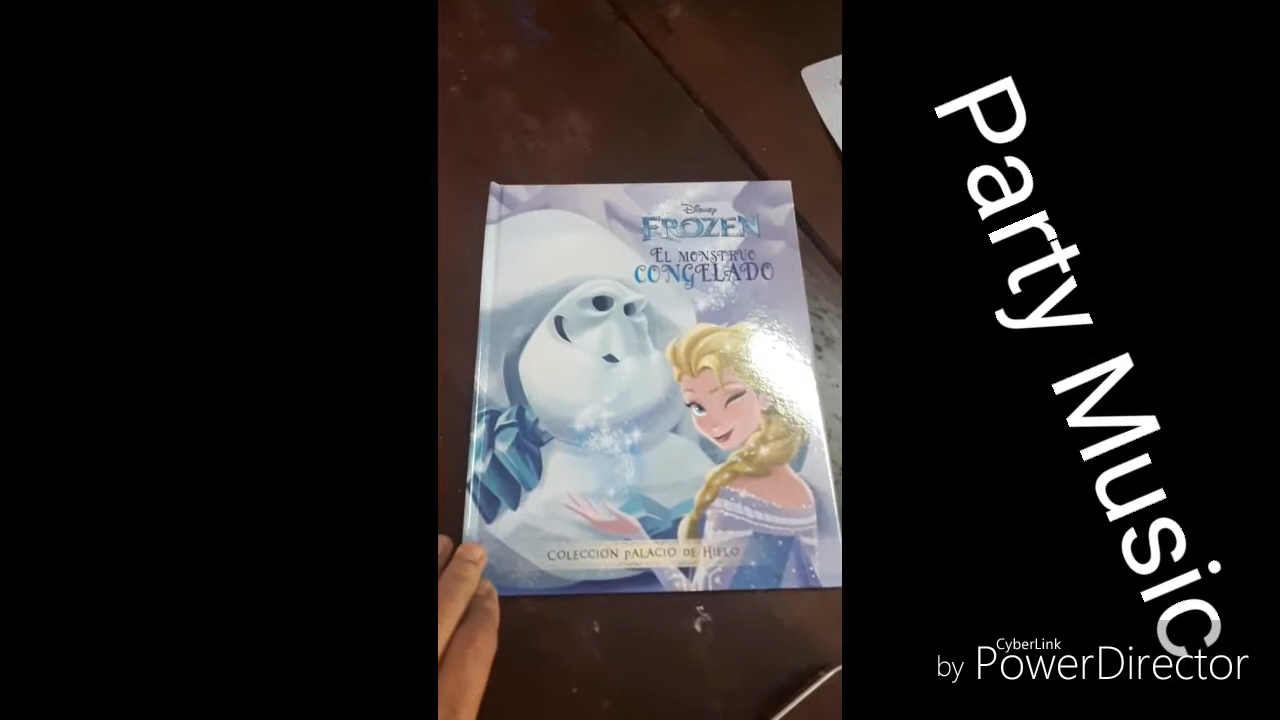 Disney
FROZEN
EL MONSTRUO
CONGELADO
COLECCIÓN PALACIO DE HIELO
Party Music
CyberLink
by PowerDirector